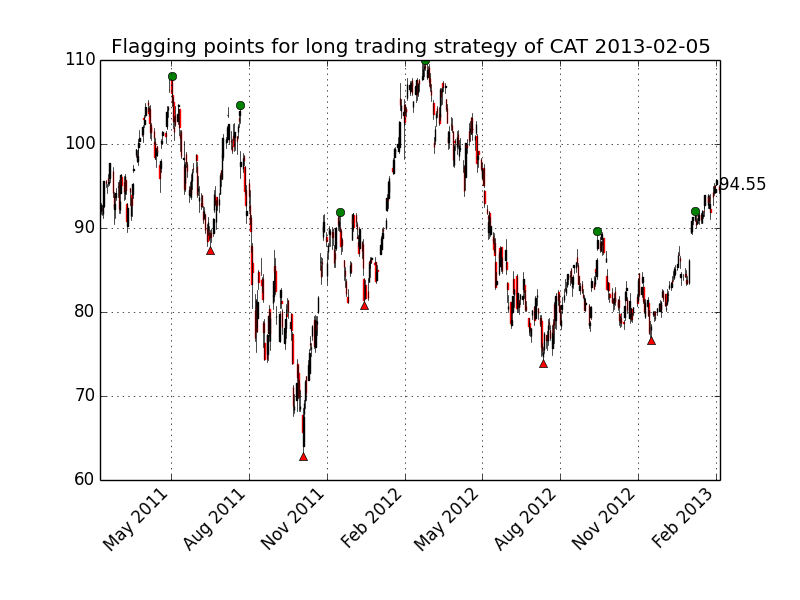 Flagging points for long trading strategy of CAT 2013-02-05
110
100
90
80
70
60
94.55
May 2011
Aug 2011
Nov 2011
Feb 2012
May 2012
Aug 2012
Nov 2012
Feb 2013